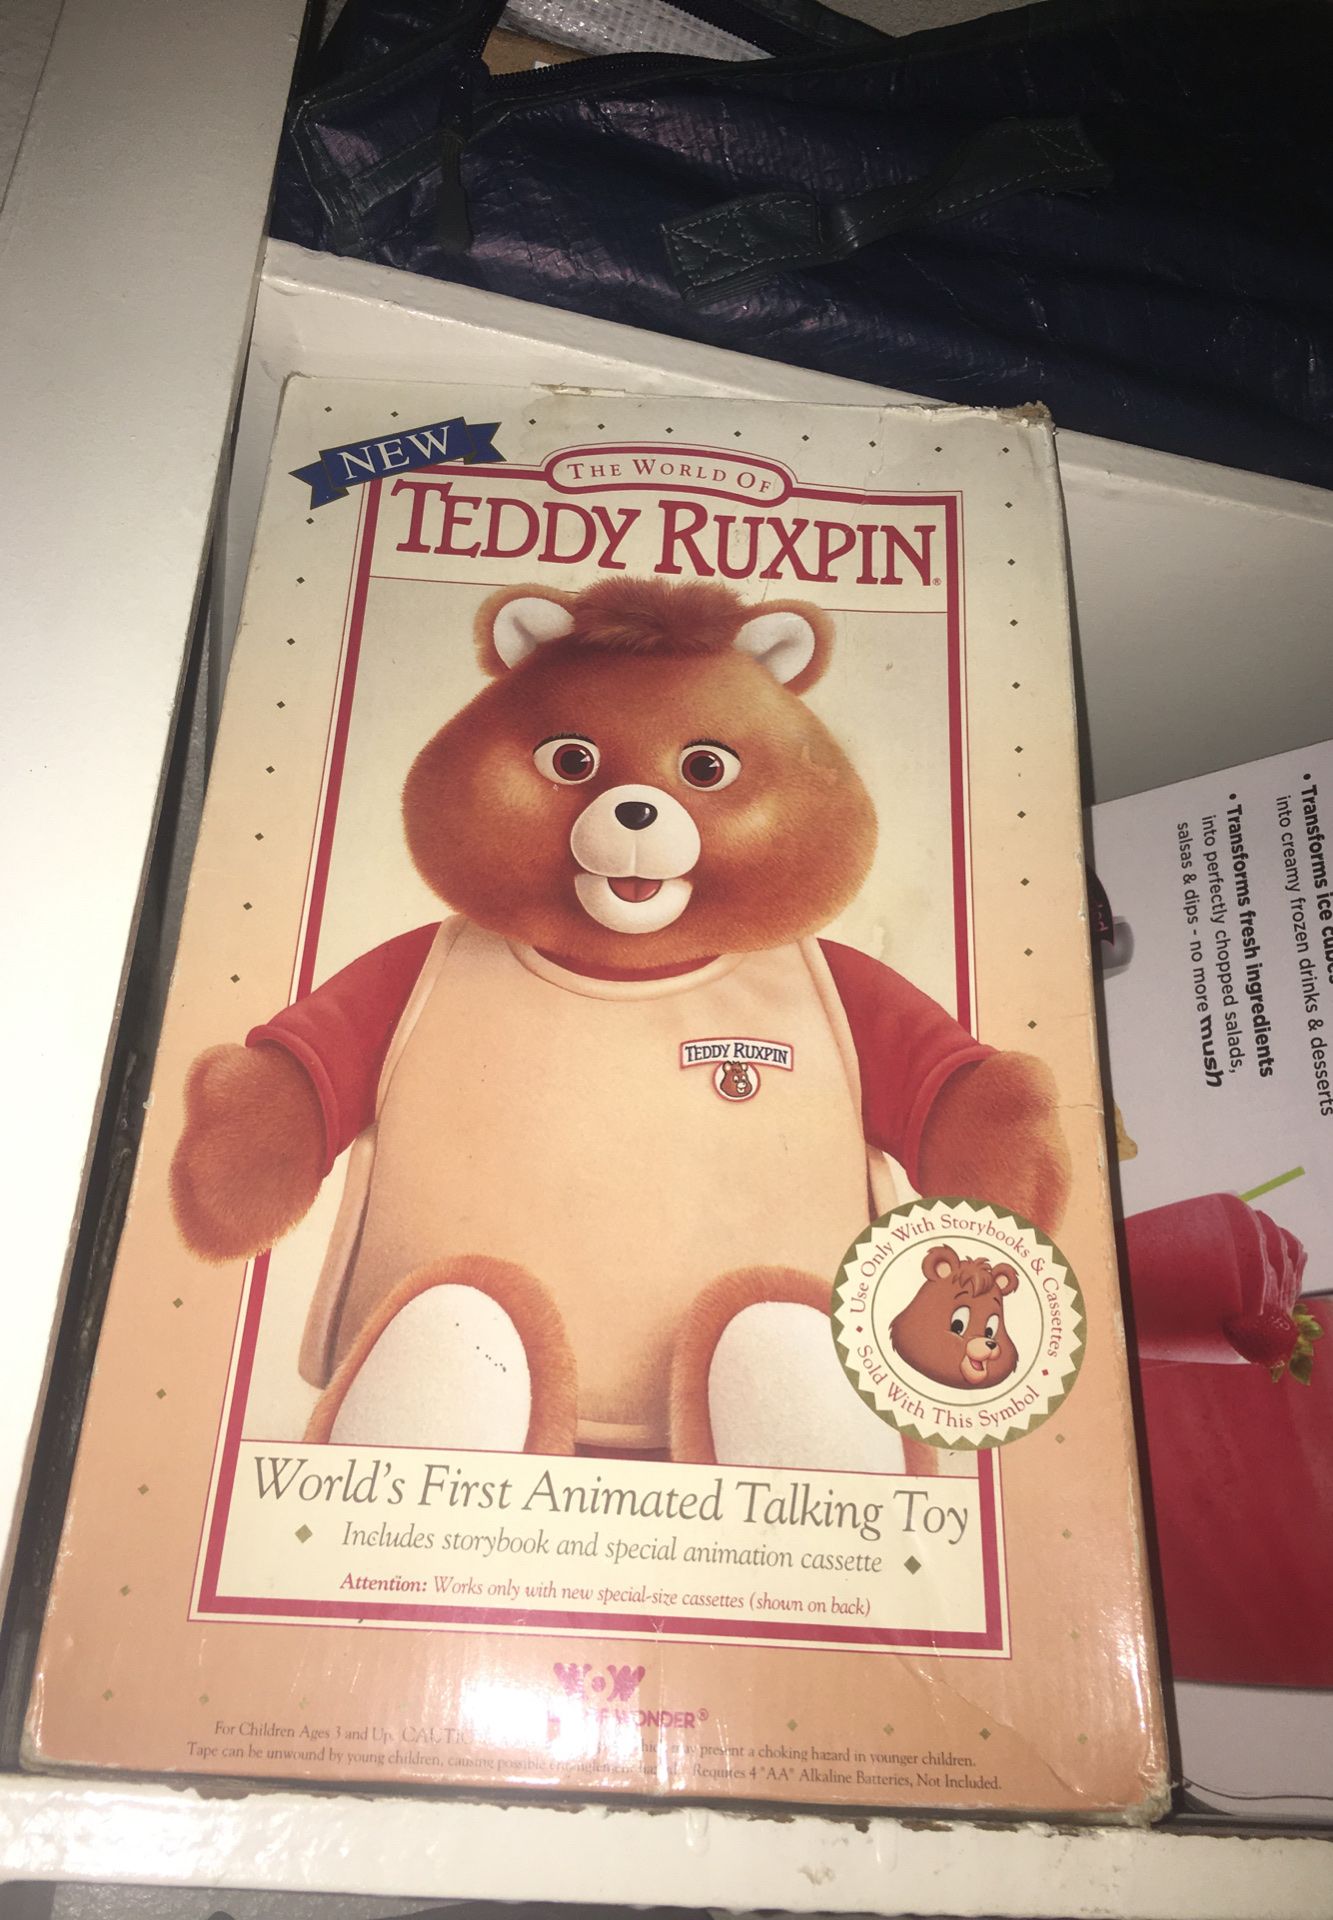 NEW
THE WORLD OF
TEDDY RUXPIN®
TEDDY RUXPIN
Use Only With Storybooks & Cassettes
Sold With This Symbol
World's First Animated Talking Toy
Includes storybook and special animation cassette
Attention: Works only with new special-size cassettes (shown on back)
WOW
WONDER®
For Children Ages 3 and Up. may present a choking hazard in younger children.
Tape can be unwound by young children, causing possible Requires 4 "AA" Alkaline Batteries, Not Included.
• Transforms ice cubes
into creamy frozen drinks & desserts
• Transforms fresh ingredients
into perfectly chopped salads,
salsas & dips - no more mush